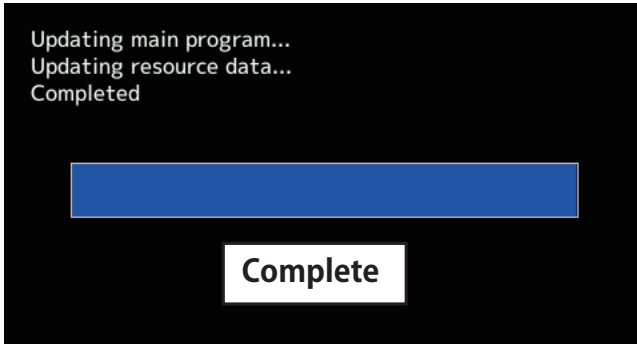 Updating main program...
Updating resource data...
Completed
Complete